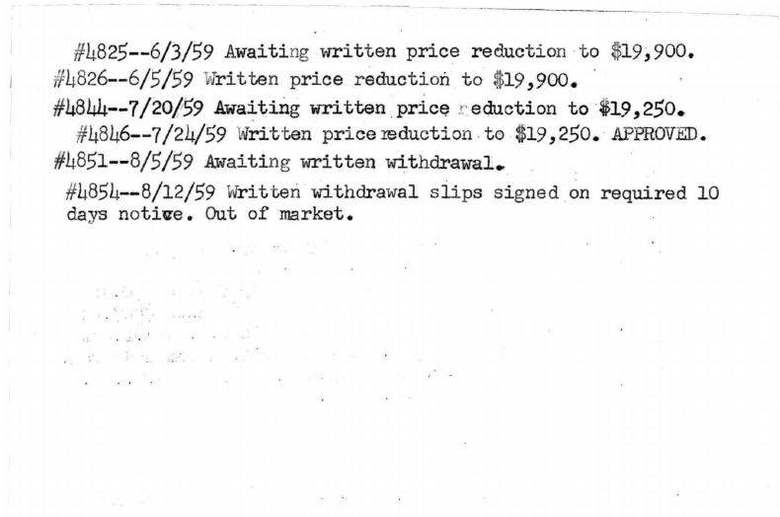 #4825--6/3/59 Awaiting written price reduction to $19,900.
#4826--6/5/59 Written price reduction to $19,900.
#4844--7/20/59 Awaiting written price reduction to $19,250.
#4846--7/24/59 Written price reduction to $19,250. APPROVED.
#4851--8/5/59 Awaiting written withdrawal.
#4854--8/12/59 Written withdrawal slips signed on required 10
days notive. Out of market.